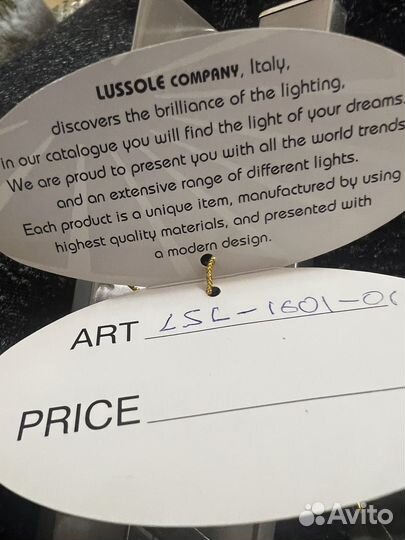 LUSSOLE COMPANY, Italy,
discovers the brilliance of the lighting,
in our catalogue you will find the light of your dreams.
We are proud to present you with all the world trends
and an extensive range of different lights.
Each product is a unique item, manufactured by using
highest quality materials, and presented with
a modern design.
ART LSL-1601-01
PRICE
Avito